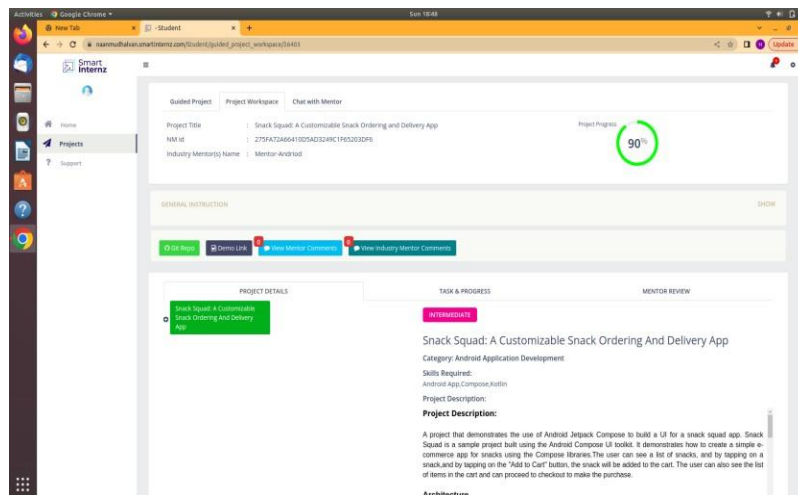 Activities
Google Chrome
Sun 18:48
New Tab
- Student
naanmudhalvan.smartinternz.com/Student/guided_project_workspace/26403
Update
Smart
Internz
Home
Projects
Support
Guided Project
Project Workspace
Chat with Mentor
Project Title : Snack Squad: A Customizable Snack Ordering and Delivery App
NM Id :
Industry Mentor(s) Name : Mentor-Andriod
Project Progress
90%
GENERAL INSTRUCTION
SHOW
Git Repo
Demo Link
0
View Mentor Comments
0
View Industry Mentor Comments
PROJECT DETAILS
TASK & PROGRESS
MENTOR REVIEW
Snack Squad: A Customizable
Snack Ordering And Delivery
App
INTERMEDIATE
Snack Squad: A Customizable Snack Ordering And Delivery App
Category: Android Application Development
Skills Required:
Android App,Compose,Kotlin
Project Description:
Project Description:
A project that demonstrates the use of Android Jetpack Compose to build a UI for a snack squad app. Snack
Squad is a sample project built using the Android Compose UI toolkit. It demonstrates how to create a simple e-
commerce app for snacks using the Compose libraries.The user can see a list of snacks, and by tapping on a
snack,and by tapping on the "Add to Cart" button, the snack will be added to the cart. The user can also see the list
of items in the cart and can proceed to checkout to make the purchase.
Architecture